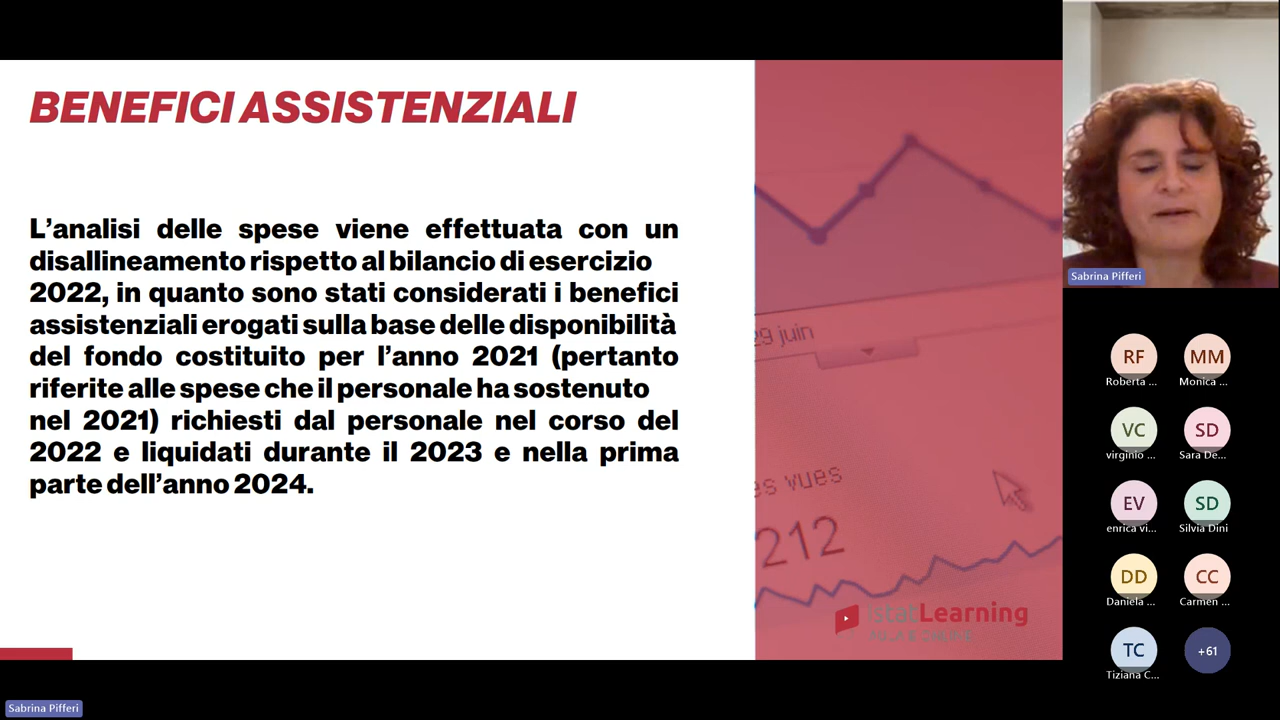 BENEFICI ASSISTENZIALI
L’analisi delle spese viene effettuata con un
disallineamento rispetto al bilancio di esercizio
2022, in quanto sono stati considerati i benefici
assistenziali erogati sulla base delle disponibilità
del fondo costituito per l’anno 2021 (pertanto
riferite alle spese che il personale ha sostenuto
nel 2021) richiesti dal personale nel corso del
2022 e liquidati durante il 2023 e nella prima
parte dell’anno 2024.
29 juin
es vues
212
istatLearning
AULA E ONLINE
Sabrina Pifferi
RF
MM
Roberta ...
Monica ...
VC
SD
virginio ...
Sara De...
EV
SD
enrica vi...
Silvia Dini
DD
CC
Daniela ...
Carmen ...
TC
+61
Tiziana C...
Sabrina Pifferi